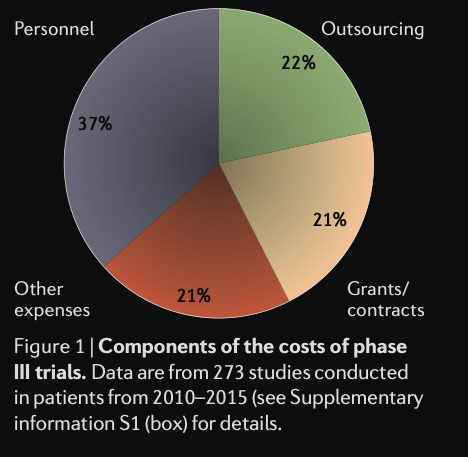 Personnel
Outsourcing
22%
37%
21%
21%
Other
expenses
Grants/
contracts
Figure 1 | Components of the costs of phase
III trials. Data are from 273 studies conducted
in patients from 2010–2015 (see Supplementary
information S1 (box) for details.